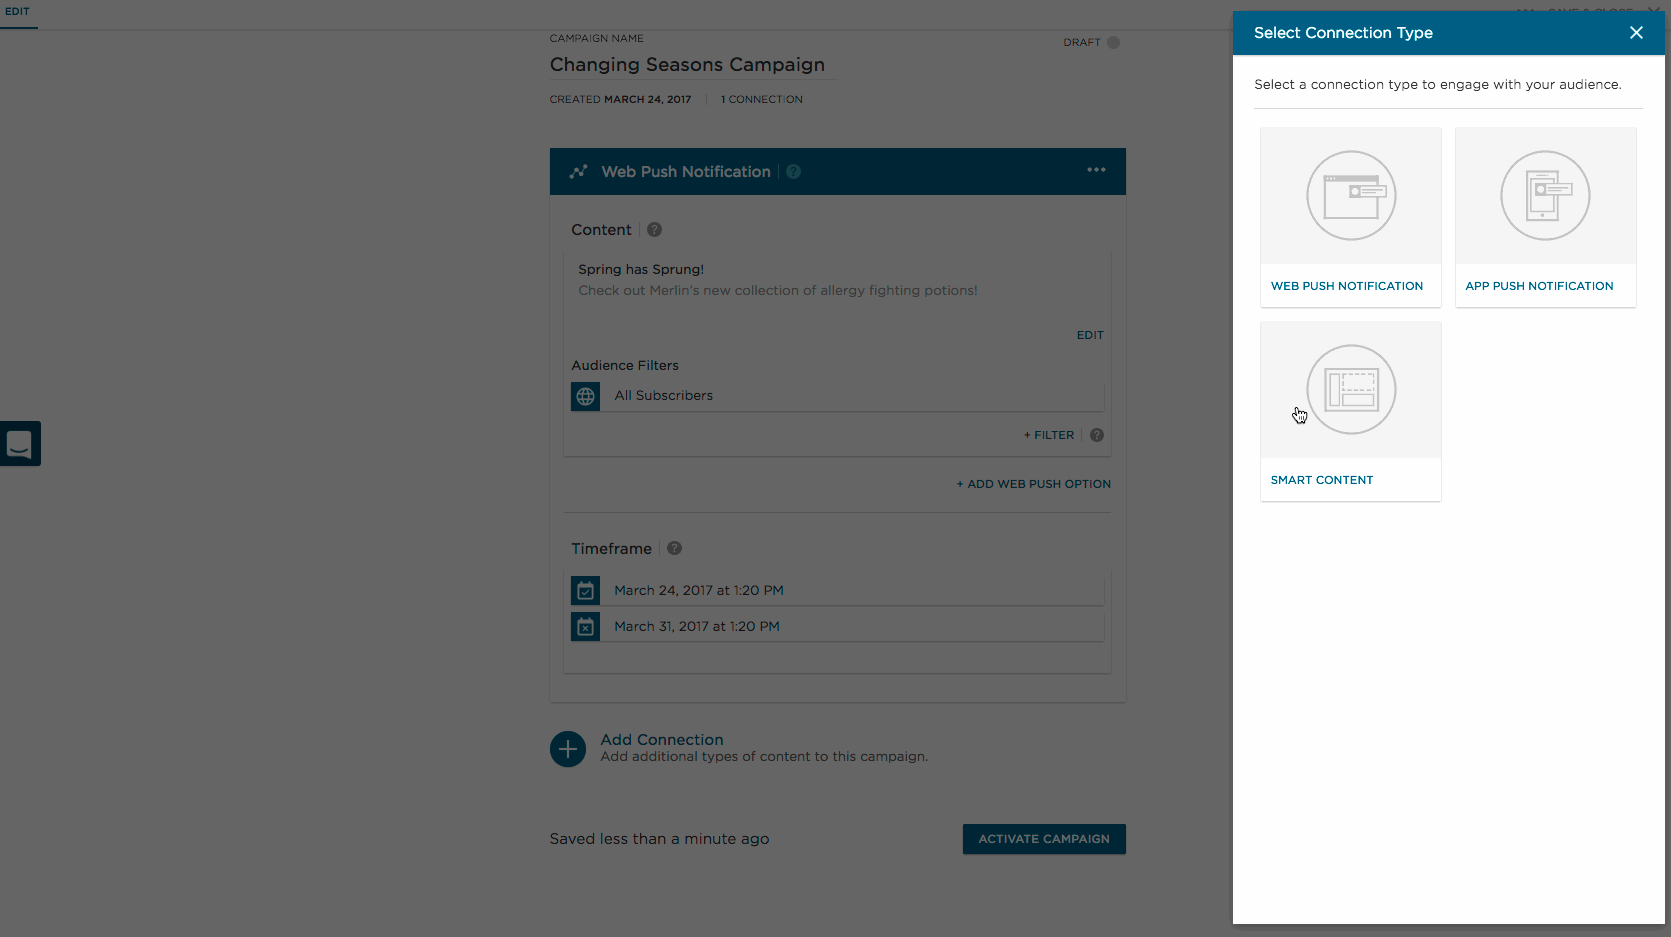 EDIT
SAVE & CLOSE
CAMPAIGN NAME
DRAFT
Changing Seasons Campaign
CREATED MARCH 24, 2017
1 CONNECTION
Web Push Notification
?
Content
?
Spring has Sprung!
Check out Merlin's new collection of allergy fighting potions!
EDIT
Audience Filters
All Subscribers
+ FILTER
?
+ ADD WEB PUSH OPTION
Timeframe
?
March 24, 2017 at 1:20 PM
March 31, 2017 at 1:20 PM
Add Connection
Add additional types of content to this campaign.
Saved less than a minute ago
ACTIVATE CAMPAIGN
Select Connection Type
Select a connection type to engage with your audience.
WEB PUSH NOTIFICATION
APP PUSH NOTIFICATION
SMART CONTENT